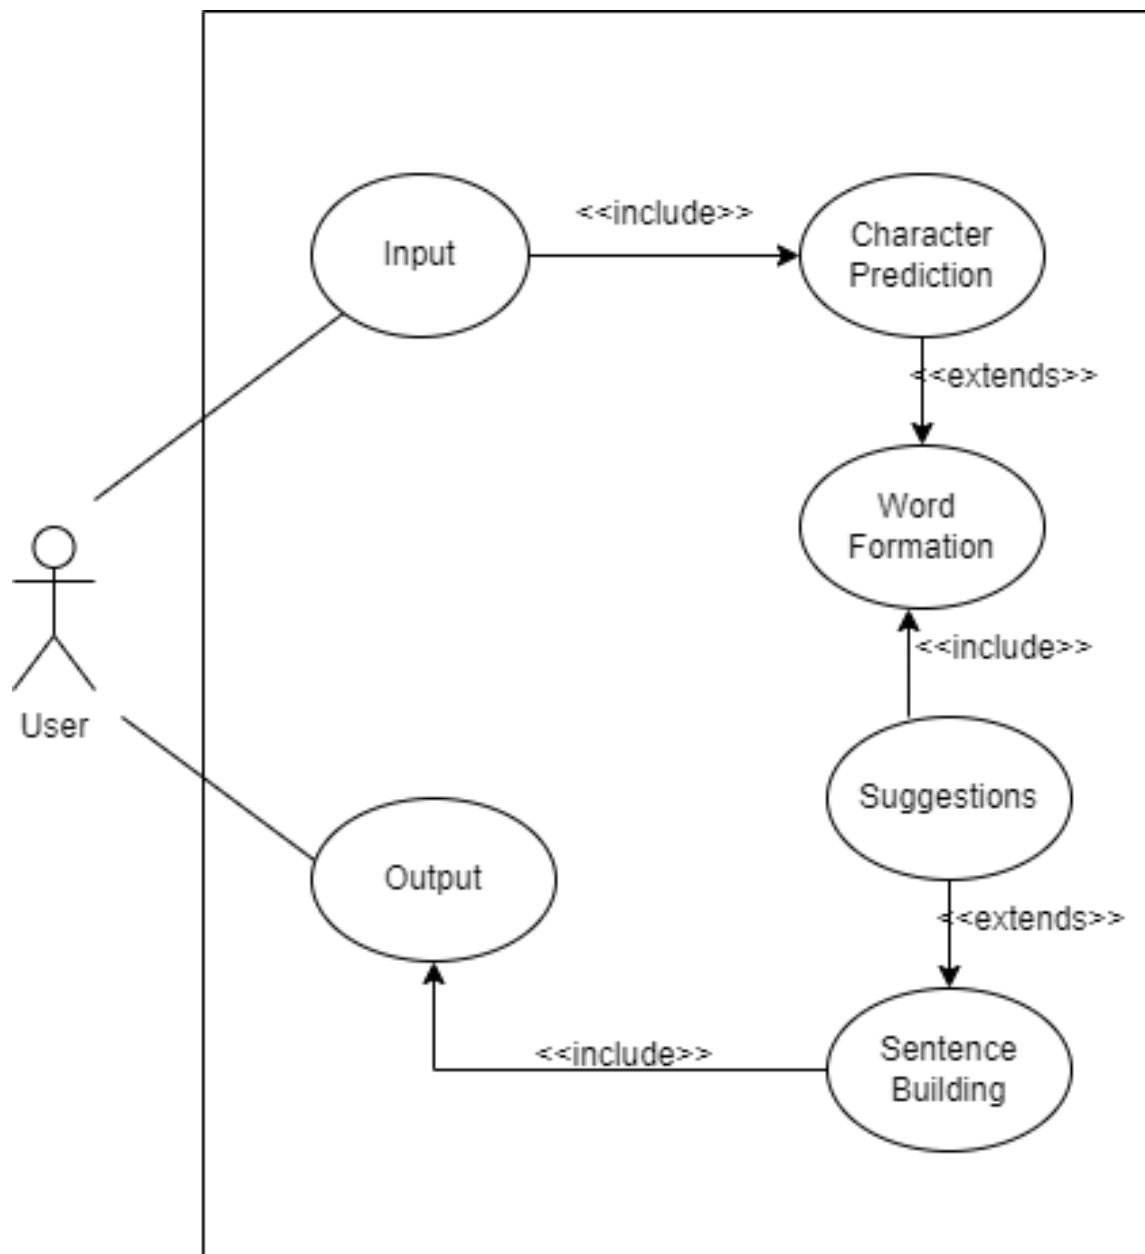 <<include>>
Input
Character
Prediction
<<extends>>
Word
Formation
<<include>>
User
Suggestions
Output
<<extends>>
Sentence
Building
<<include>>